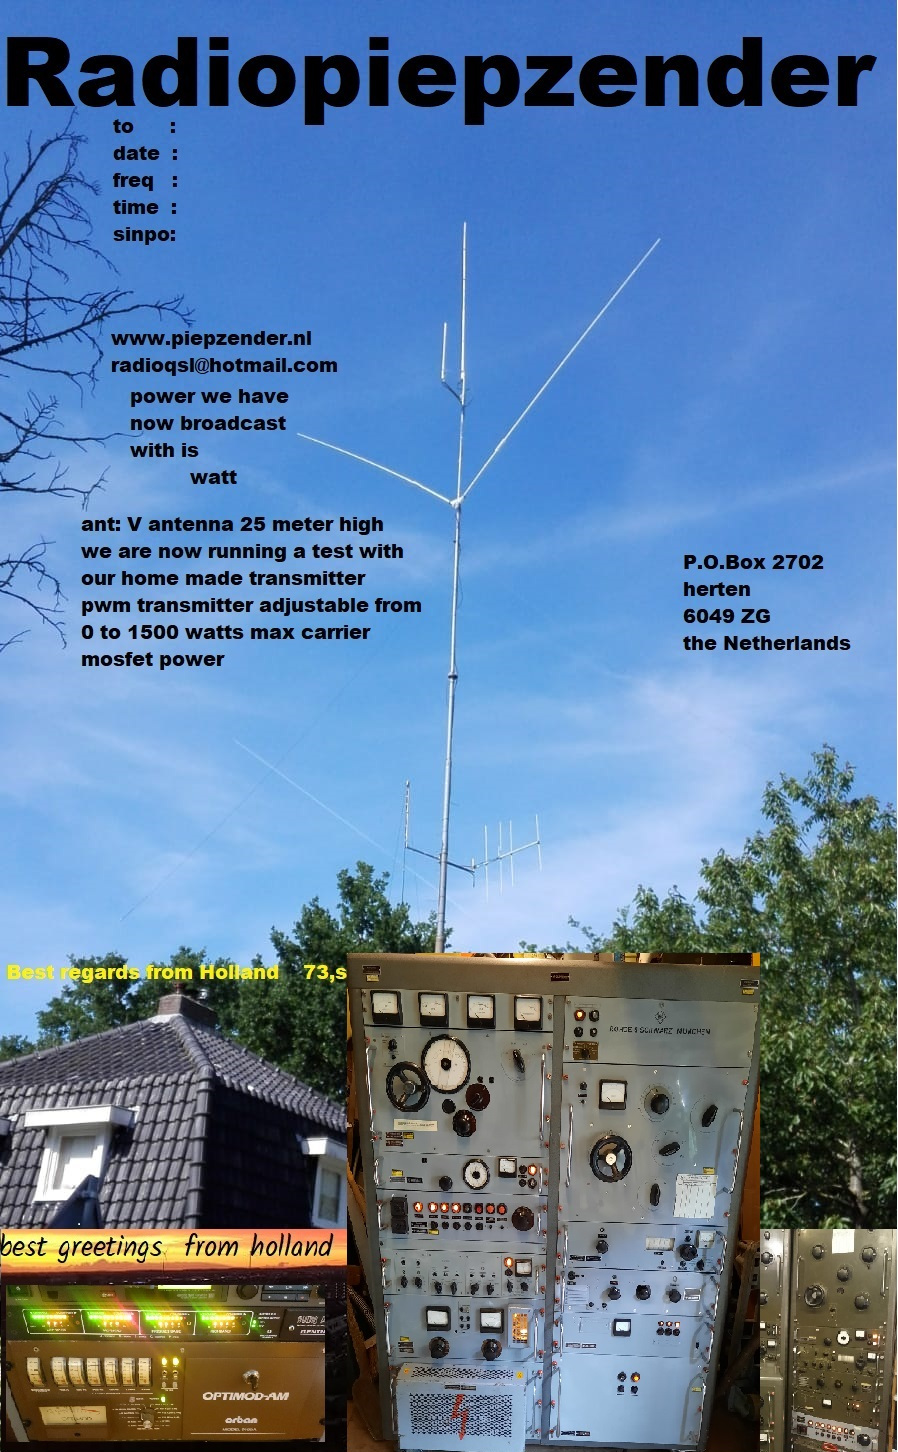 Radiopiepzender
to :
date :
freq :
time :
sinpo:
www.piepzender.nl
radioqsl@hotmail.com
power we have
now broadcast
with is
watt
ant: V antenna 25 meter high
we are now running a test with
our home made transmitter
pwm transmitter adjustable from
0 to 1500 watts max carrier
mosfet power
P.O.Box 2702
herten
6049 ZG
the Netherlands
Best regards from Holland 73,s
ROHDE & SCHWARZ MÜNCHEN
best greetings from holland
OPTIMOD-AM
orban